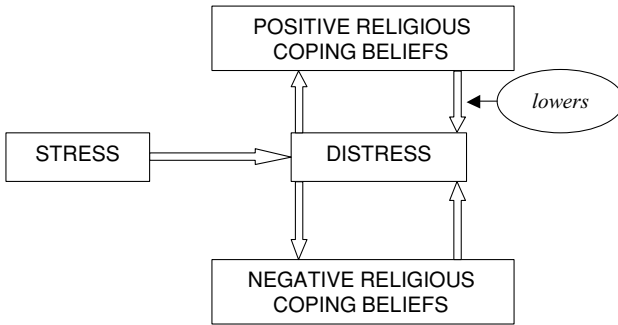 POSITIVE RELIGIOUS
COPING BELIEFS
lowers
STRESS
DISTRESS
NEGATIVE RELIGIOUS
COPING BELIEFS